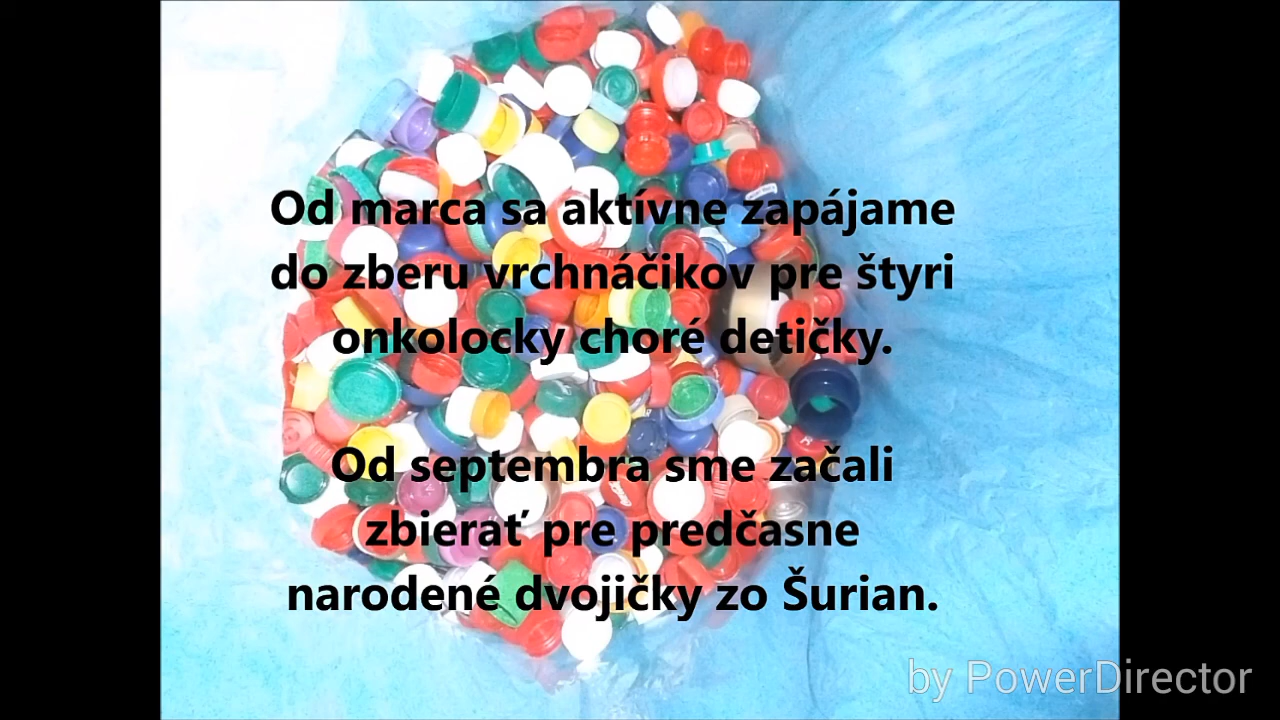 Od marca sa aktívne zapájame
do zberu vrchnáčikov pre štyri
onkolocky choré detičky.
Od septembra sme začali
zbierať pre predčasne
narodené dvojičky zo Šurian.
by PowerDirector